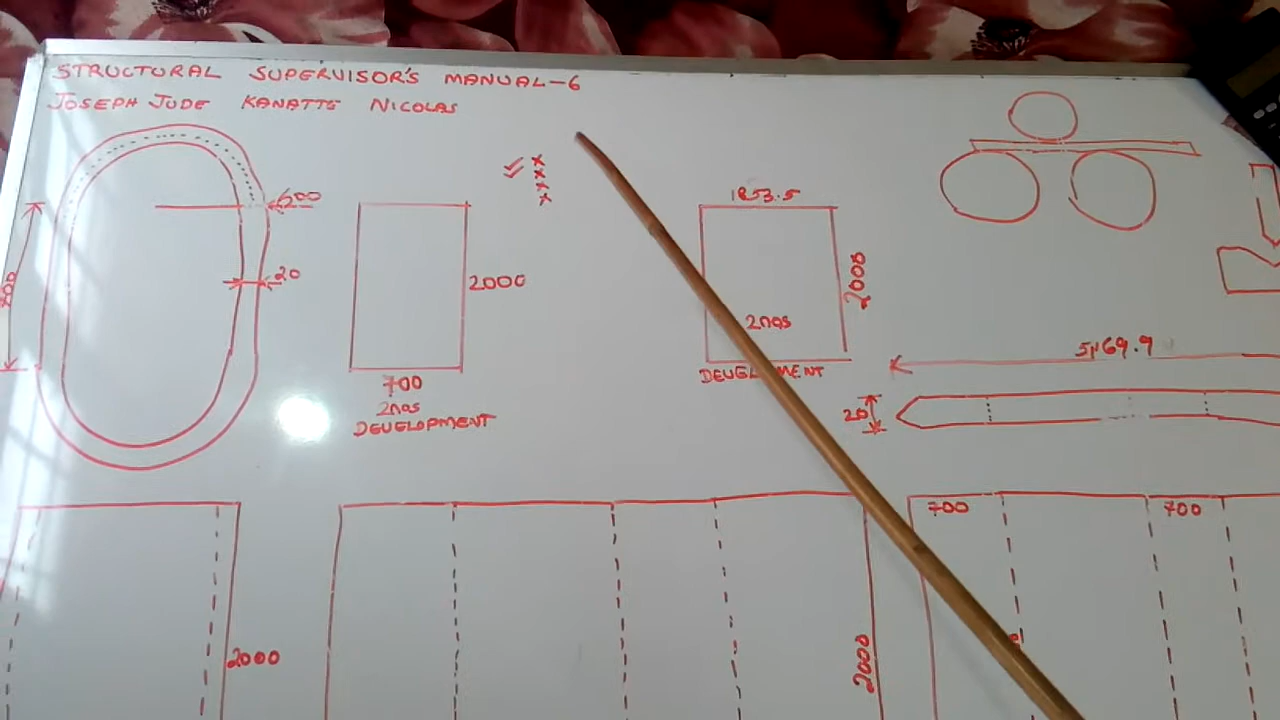 STRUCTURAL SUPERVISOR'S MANUAL-6
JOSEPH JUDE KANATTE NICOLAS
600
20
2000
700
2nos
DEVELOPMENT
1853.5
2000
2nos
DEVELOPMENT
5169.9
20
2000
2000
700
700